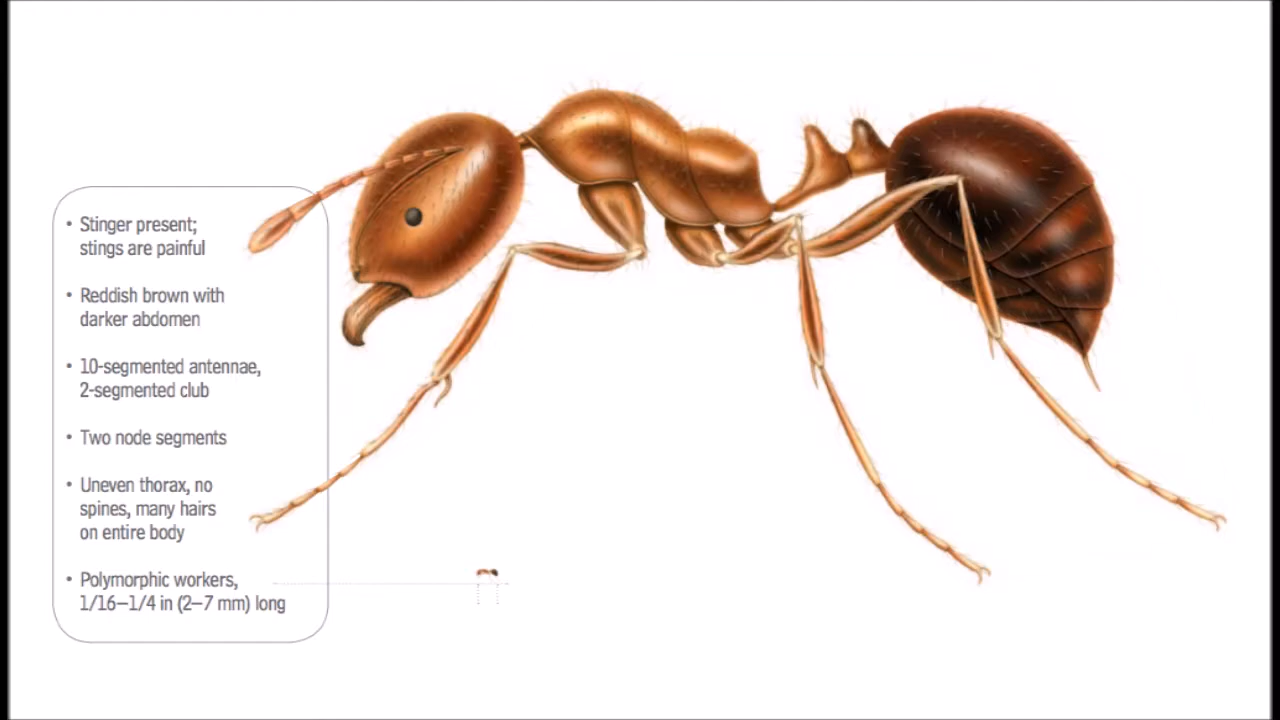 • Stinger present;
stings are painful
• Reddish brown with
darker abdomen
• 10-segmented antennae,
2-segmented club
• Two node segments
• Uneven thorax, no
spines, many hairs
on entire body
• Polymorphic workers,
1/16–1/4 in (2–7 mm) long